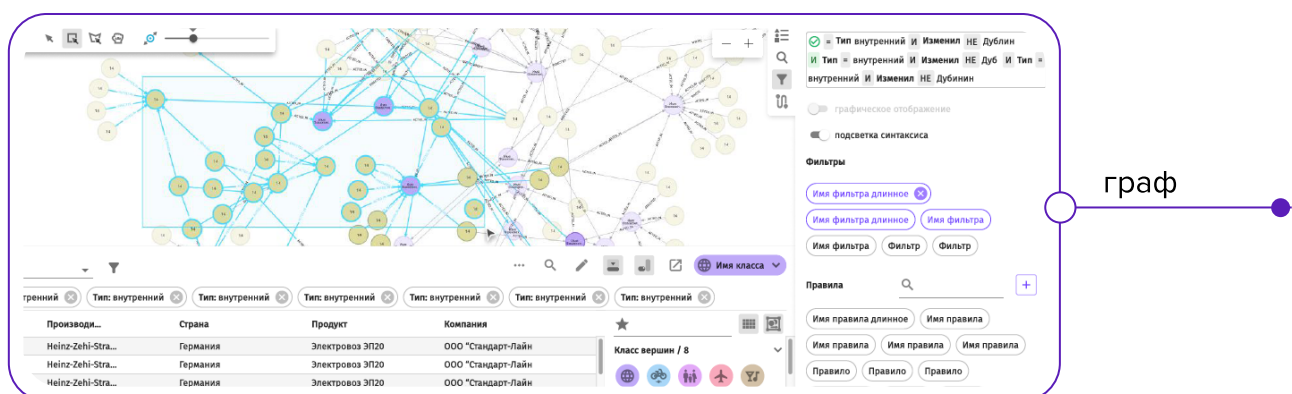 = Тип внутренний И Изменил НЕ Дублин
И Тип = внутренний И Изменил НЕ Дуб И Тип =
внутренний И Изменил НЕ Дубинин
графическое отображение
подсветка синтаксиса
Фильтры
Имя фильтра длинное
Имя фильтра длинное Имя фильтра
Имя фильтра Фильтр Фильтр
Правила
Имя правила длинное Имя правила
Имя правила Имя правила Имя правила
Правило Правило Правило
граф
Имя класса
тренний Тип: внутренний Тип: внутренний Тип: внутренний Тип: внутренний Тип: внутренний Тип: внутренний
Производи... Страна Продукт Компания
Heinz-Zehi-Stra... Германия Электровоз ЭП20 ООО "Стандарт-Лайн
Heinz-Zehi-Stra... Германия Электровоз ЭП20 ООО "Стандарт-Лайн
Heinz-Zehi-Stra... Германия Электровоз ЭП20 ООО "Стандарт-Лайн
Класс вершин / 8